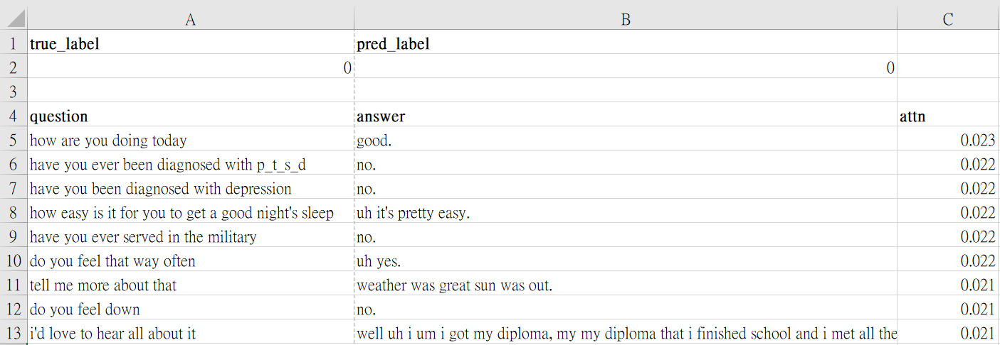 A B C
1 true_label pred_label
2 0 0
3
4 question answer attn
5 how are you doing today good. 0.023
6 have you ever been diagnosed with p_t_s_d no. 0.022
7 have you been diagnosed with depression no. 0.022
8 how easy is it for you to get a good night's sleep uh it's pretty easy. 0.022
9 have you ever served in the military no. 0.022
10 do you feel that way often uh yes. 0.022
11 tell me more about that weather was great sun was out. 0.021
12 do you feel down no. 0.021
13 i'd love to hear all about it well uh i um i got my diploma, my my diploma that i finished school and i met all the 0.021